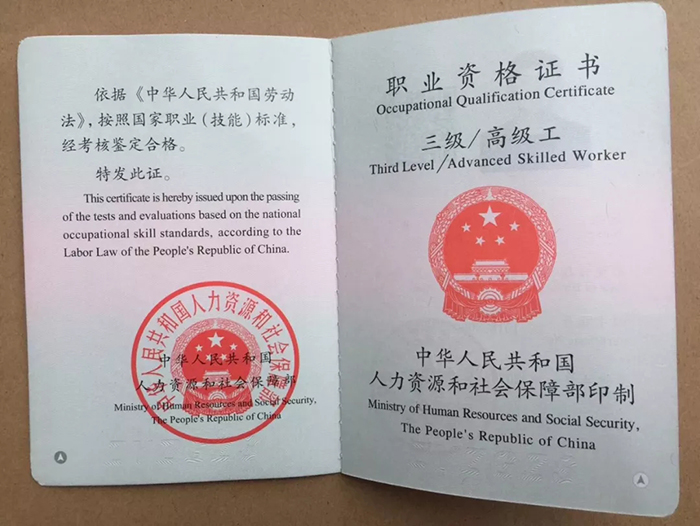 依据《中华人民共和国劳动
法》，按照国家职业（技能）标准，
经考核鉴定合格。
特发此证。
This certificate is hereby issued upon the passing
of the tests and evaluations based on the national
occupational skill standards, according to the
Labor Law of the People's Republic of China.
中华人民共和国人力资源和社会保障部
中华人民共和国
人力资源和社会保障部
Ministry of Human Resources and Social Security,
The People's Republic of China
职业资格证书
Occupational Qualification Certificate
三级/高级工
Third Level/Advanced Skilled Worker
中华人民共和国
人力资源和社会保障部印制
Ministry of Human Resources and Social Security,
The People's Republic of China